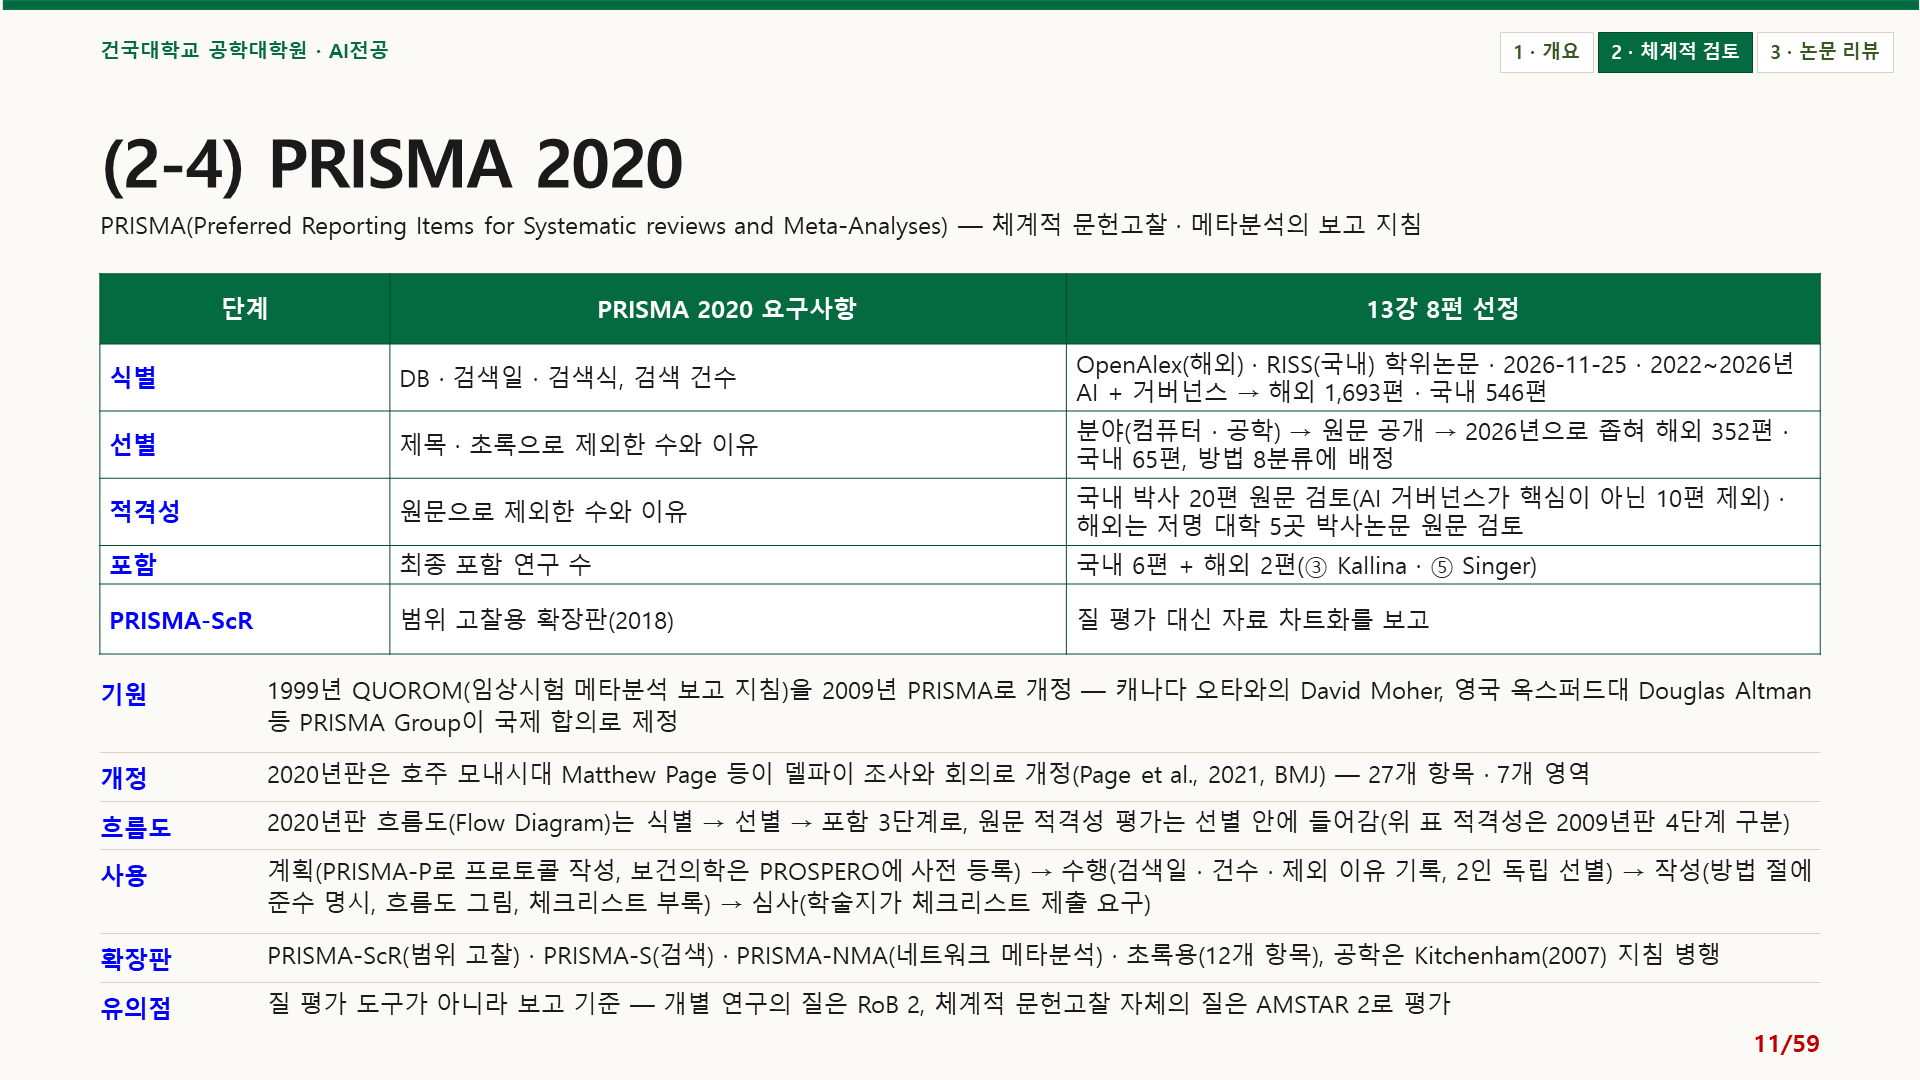 건국대학교 공학대학원 · AI전공
1 · 개요
2 · 체계적 검토
3 · 논문 리뷰
(2-4) PRISMA 2020
PRISMA(Preferred Reporting Items for Systematic reviews and Meta-Analyses) — 체계적 문헌고찰 · 메타분석의 보고 지침
단계
PRISMA 2020 요구사항
13강 8편 선정
식별
DB · 검색일 · 검색식, 검색 건수
OpenAlex(해외) · RISS(국내) 학위논문 · 2026-11-25 · 2022~2026년
AI + 거버넌스 → 해외 1,693편 · 국내 546편
선별
제목 · 초록으로 제외한 수와 이유
분야(컴퓨터 · 공학) → 원문 공개 → 2026년으로 좁혀 해외 352편 ·
국내 65편, 방법 8분류에 배정
적격성
원문으로 제외한 수와 이유
국내 박사 20편 원문 검토(AI 거버넌스가 핵심이 아닌 10편 제외) ·
해외는 저명 대학 5곳 박사논문 원문 검토
포함
최종 포함 연구 수
국내 6편 + 해외 2편(③ Kallina · ⑤ Singer)
PRISMA-ScR
범위 고찰용 확장판(2018)
질 평가 대신 자료 차트화를 보고
기원
1999년 QUOROM(임상시험 메타분석 보고 지침)을 2009년 PRISMA로 개정 — 캐나다 오타와의 David Moher, 영국 옥스퍼드대 Douglas Altman
등 PRISMA Group이 국제 합의로 제정
개정
2020년판은 호주 모내시대 Matthew Page 등이 델파이 조사와 회의로 개정(Page et al., 2021, BMJ) — 27개 항목 · 7개 영역
흐름도
2020년판 흐름도(Flow Diagram)는 식별 → 선별 → 포함 3단계로, 원문 적격성 평가는 선별 안에 들어감(위 표 적격성은 2009년판 4단계 구분)
사용
계획(PRISMA-P로 프로토콜 작성, 보건의학은 PROSPERO에 사전 등록) → 수행(검색일 · 건수 · 제외 이유 기록, 2인 독립 선별) → 작성(방법 절에
준수 명시, 흐름도 그림, 체크리스트 부록) → 심사(학술지가 체크리스트 제출 요구)
확장판
PRISMA-ScR(범위 고찰) · PRISMA-S(검색) · PRISMA-NMA(네트워크 메타분석) · 초록용(12개 항목), 공학은 Kitchenham(2007) 지침 병행
유의점
질 평가 도구가 아니라 보고 기준 — 개별 연구의 질은 RoB 2, 체계적 문헌고찰 자체의 질은 AMSTAR 2로 평가
11/59